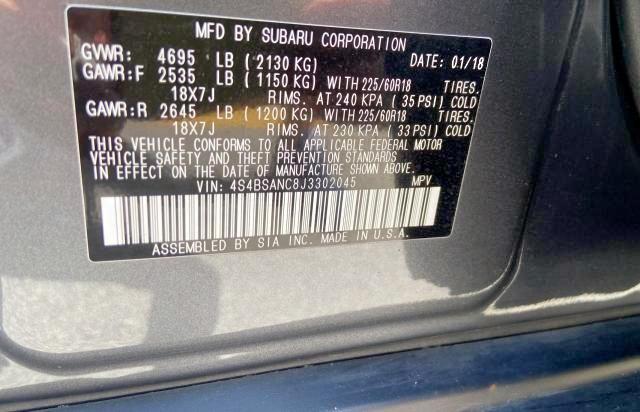 MFD BY SUBARU CORPORATION
GVWR: 4695 LB ( 2130 KG) DATE: 01/18
GAWR:F 2535 LB ( 1150 KG) WITH 225/60R18 TIRES.
18X7J RIMS. AT 240 KPA ( 35 PSI) COLD
GAWR:R 2645 LB ( 1200 KG) WITH 225/60R18 TIRES.
18X7J RIMS. AT 230 KPA ( 33 PSI) COLD
THIS VEHICLE CONFORMS TO ALL APPLICABLE FEDERAL MOTOR
VEHICLE SAFETY AND THEFT PREVENTION STANDARDS
IN EFFECT ON THE DATE OF MANUFACTURE SHOWN ABOVE.
VIN: 4S4BSANC8J3302045 MPV
ASSEMBLED BY SIA INC. MADE IN U.S.A.